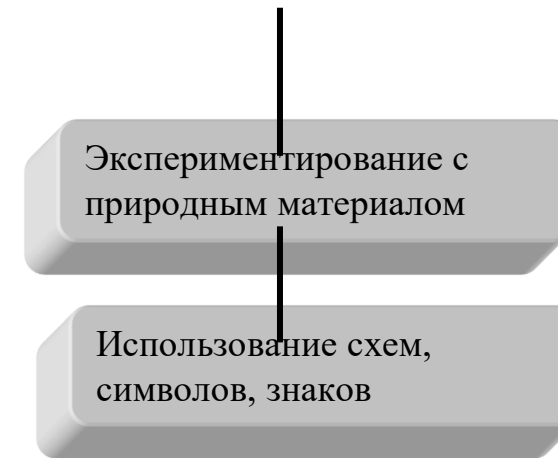 Экспериментирование с
природным материалом
Использование схем,
символов, знаков